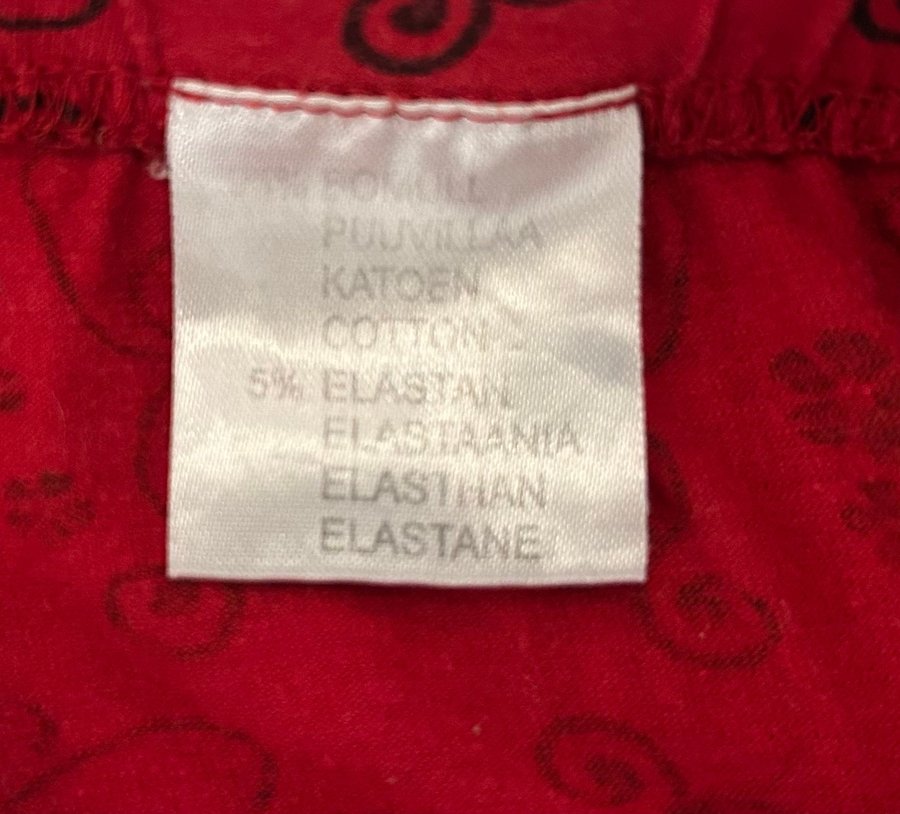 % BOMULL
PUUVILLAA
KATOEN
COTTON
5% ELASTAN
ELASTAANIA
ELASTHAN
ELASTANE